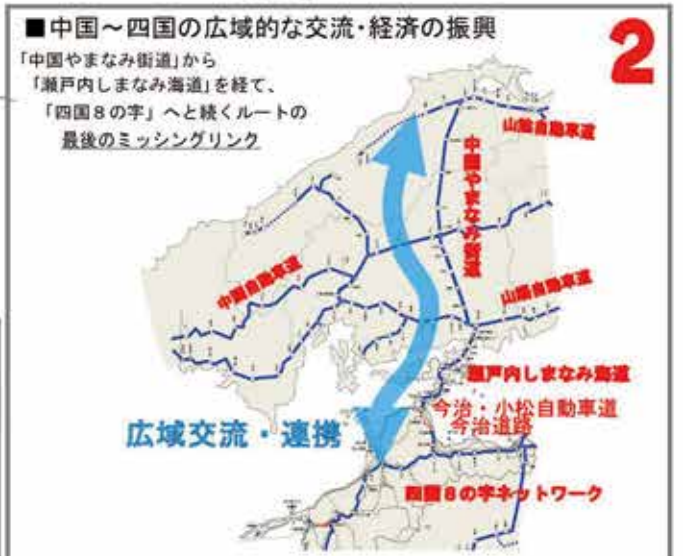 ■中国～四国の広域的な交流・経済の振興
2
「中国やまなみ街道」から
「瀬戸内しまなみ海道」を経て、
「四国8の字」へと続くルートの
最後のミッシングリンク
山陰自動車道
中国やまなみ街道
中国自動車道
山陽自動車道
瀬戸内しまなみ海道
今治・小松自動車道
今治道路
広域交流・連携
四国8の字ネットワーク